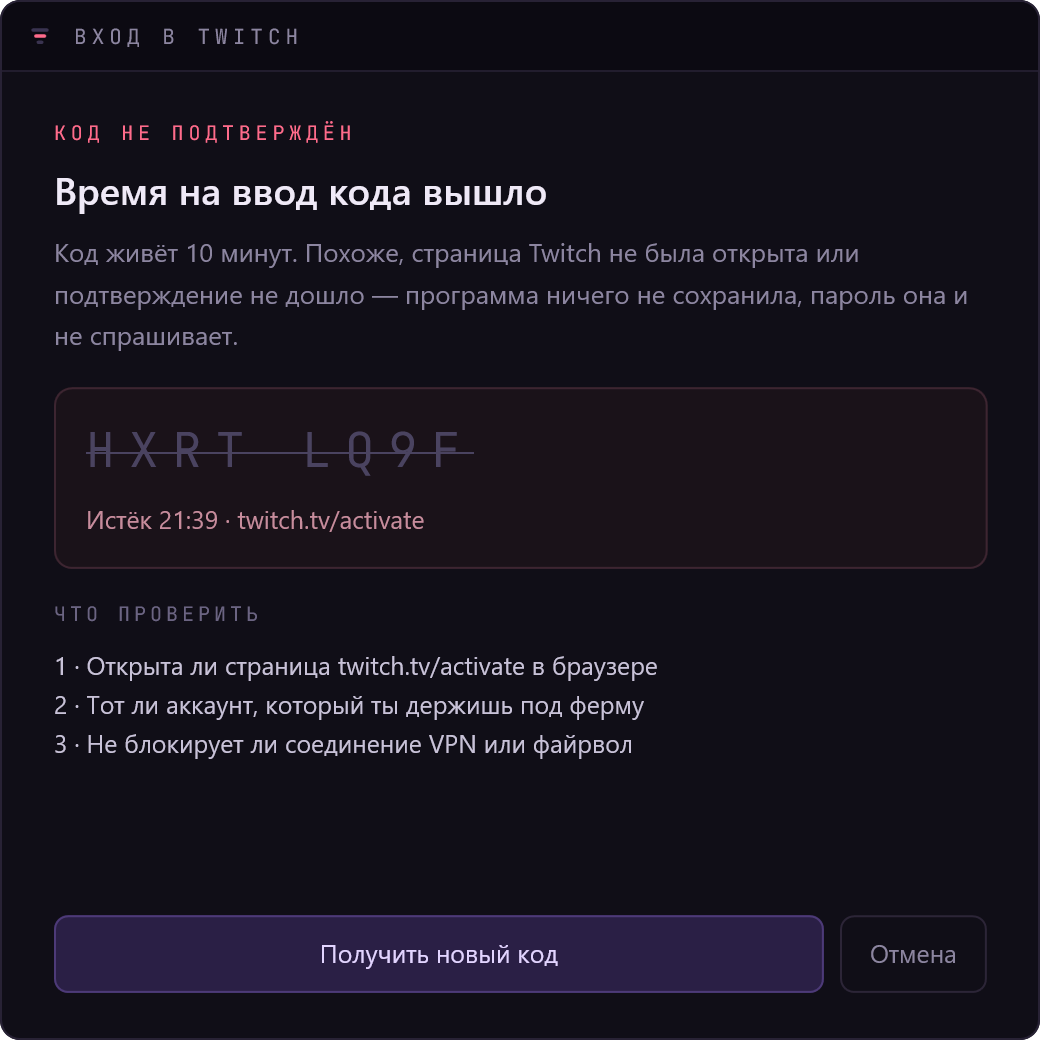 ВХОД В TWITCH
КОД НЕ ПОДТВЕРЖДЁН
Время на ввод кода вышло
Код живёт 10 минут. Похоже, страница Twitch не была открыта или
подтверждение не дошло — программа ничего не сохранила, пароль она и
не спрашивает.
HXRT LQ9F
Истёк 21:39 · twitch.tv/activate
ЧТО ПРОВЕРИТЬ
1 · Открыта ли страница twitch.tv/activate в браузере
2 · Тот ли аккаунт, который ты держишь под ферму
3 · Не блокирует ли соединение VPN или файрвол
Получить новый код
Отмена